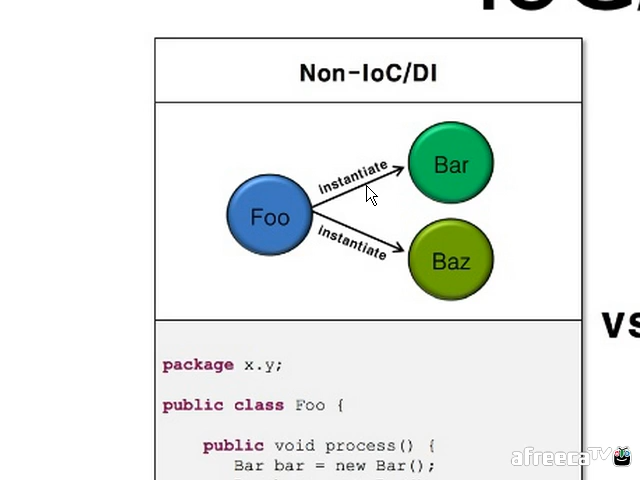 Non-IoC/DI
instantiate
Bar
Foo
instantiate
Baz
vs
package x.y;
public class Foo {
public void process() {
Bar bar = new Bar();
afreecaTV